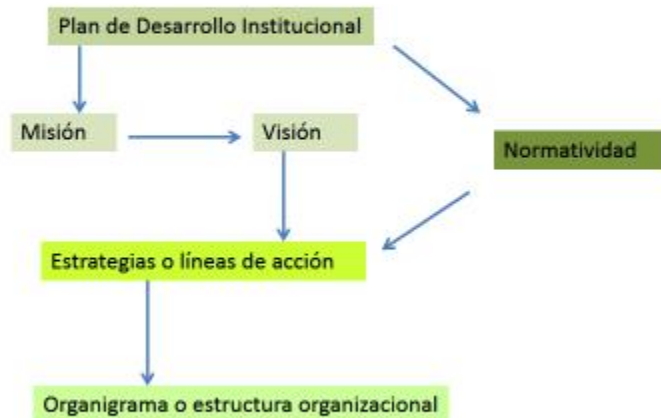 Plan de Desarrollo Institucional
Misión
Visión
Normatividad
Estrategias o líneas de acción
Organigrama o estructura organizacional